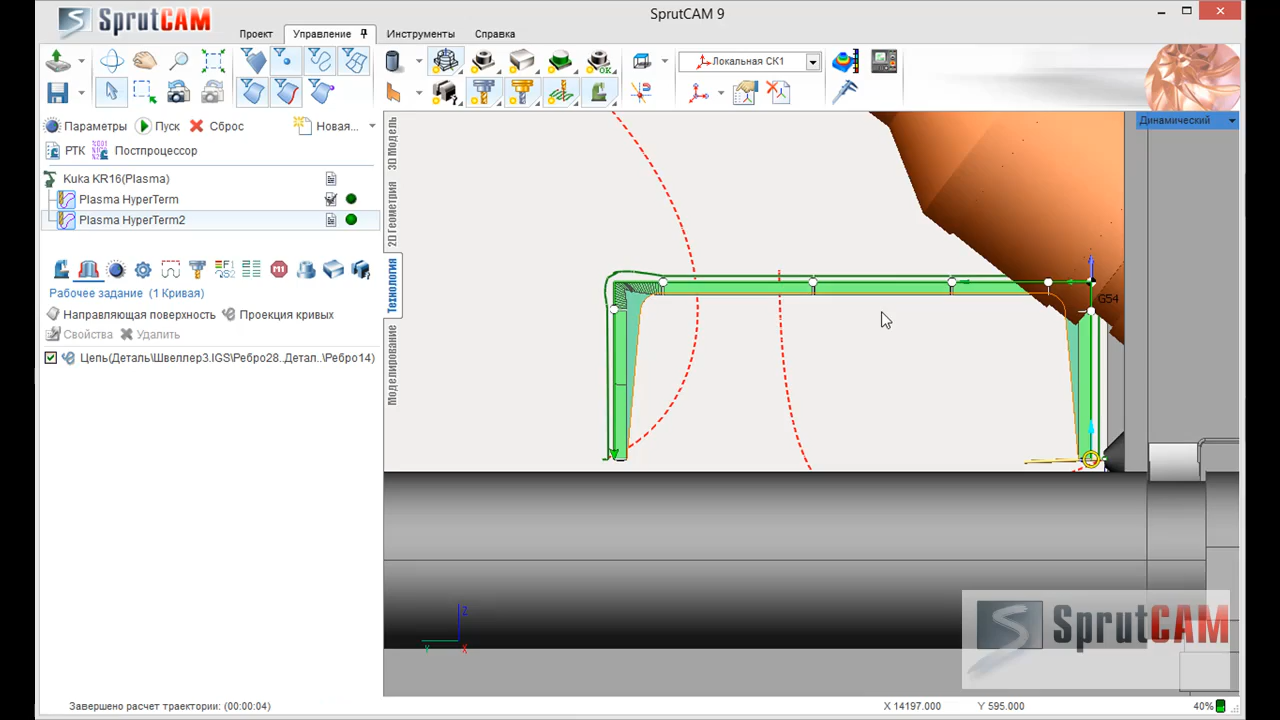 SprutCAM 9
SprutCAM
Проект
Управление
Инструменты
Справка
Локальная СК1
Параметры
Пуск
Сброс
Новая...
РТК
Постпроцессор
Kuka KR16(Plasma)
Plasma HyperTerm
Plasma HyperTerm2
Рабочее задание (1 Кривая)
Направляющая поверхность
Проекция кривых
Свойства
Удалить
Цепь(Деталь\Швеллер3.IGS\Ребро28..Детал..\Ребро14)
3D Модель
2D Геометрия
Технология
Моделирование
Динамический
G54
Z
Y
X
SprutCAM
Завершено расчет траектории: (00:00:04)
X 14197.000
Y 595.000
40%